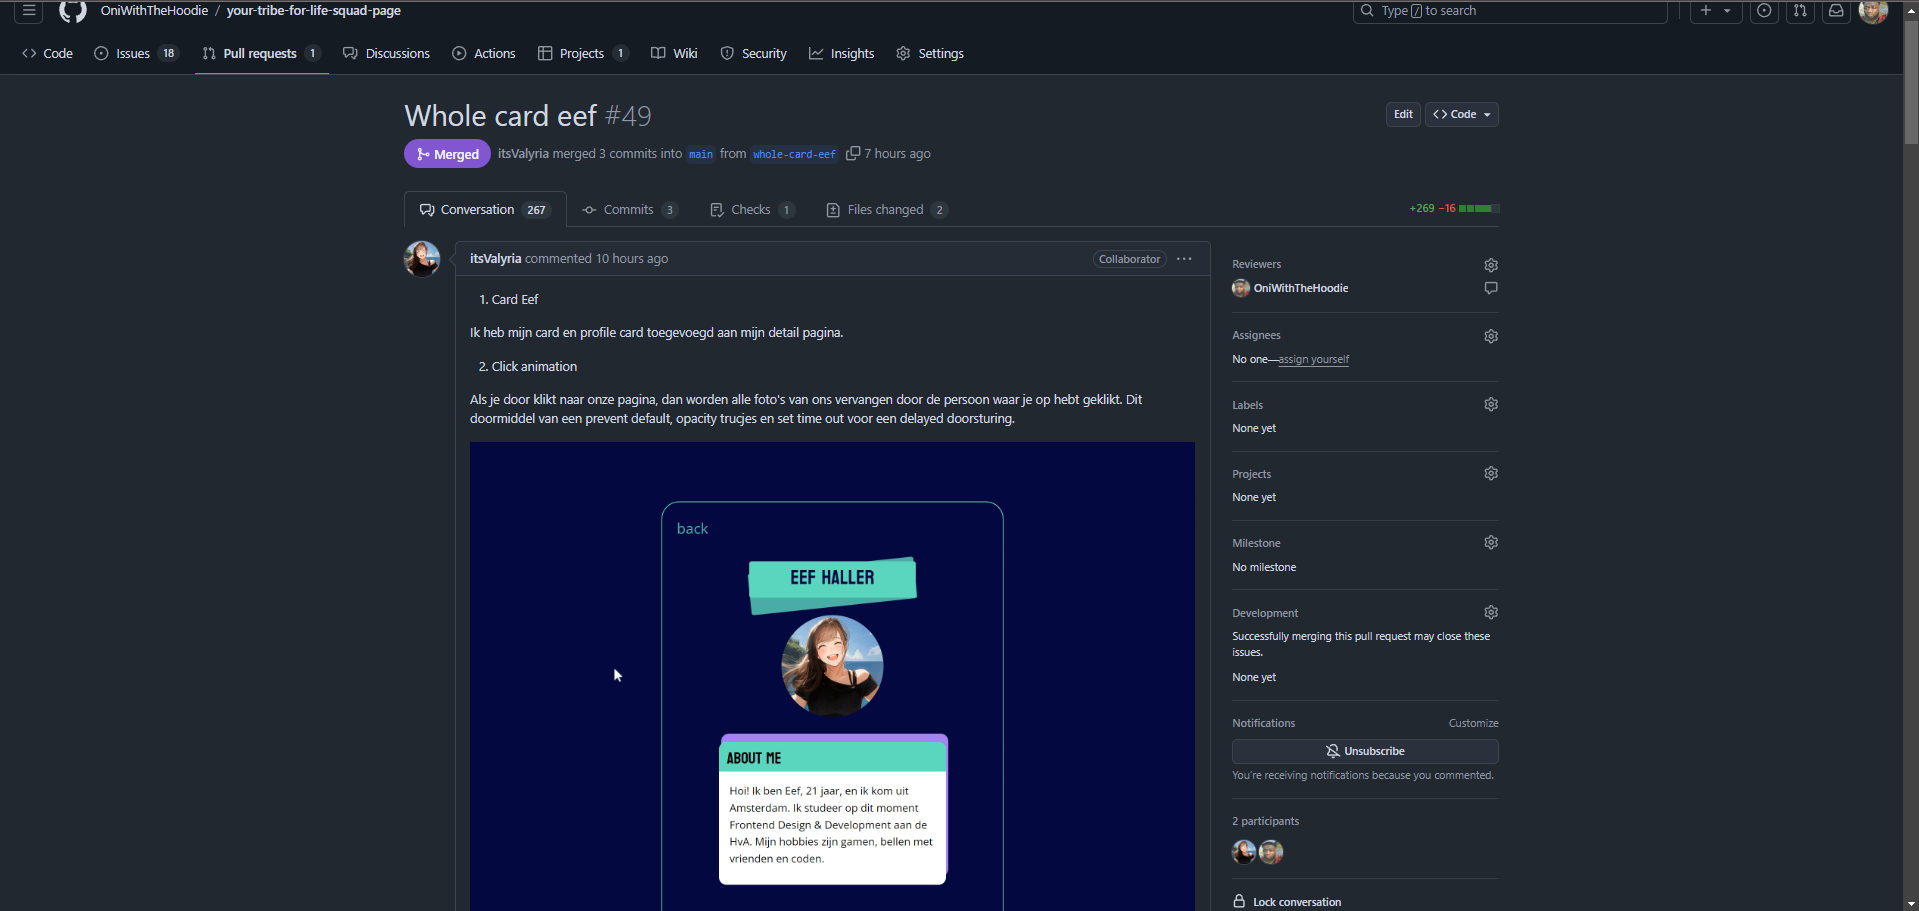 OniWithTheHoodie / your-tribe-for-life-squad-page
Type / to search
Code
Issues 18
Pull requests 1
Discussions
Actions
Projects 1
Wiki
Security
Insights
Settings
Whole card eef #49
Edit
<> Code
Merged
itsValyria merged 3 commits into main from whole-card-eef 7 hours ago
Conversation 267
Commits 3
Checks 1
Files changed 2
+269 −16
itsValyria commented 10 hours ago
Collaborator
1. Card Eef
Ik heb mijn card en profile card toegevoegd aan mijn detail pagina.
2. Click animation
Als je door klikt naar onze pagina, dan worden alle foto's van ons vervangen door de persoon waar je op hebt geklikt. Dit
doormiddel van een prevent default, opacity trucjes en set time out voor een delayed doorsturing.
back
EEF HALLER
ABOUT ME
Hoi! Ik ben Eef, 21 jaar, en ik kom uit
Amsterdam. Ik studeer op dit moment
Frontend Design & Development aan de
HvA. Mijn hobbies zijn gamen, bellen met
vrienden en coden.
Reviewers
OniWithTheHoodie
Assignees
No one—assign yourself
Labels
None yet
Projects
None yet
Milestone
No milestone
Development
Successfully merging this pull request may close these
issues.
None yet
Notifications
Customize
Unsubscribe
You're receiving notifications because you commented.
2 participants
Lock conversation